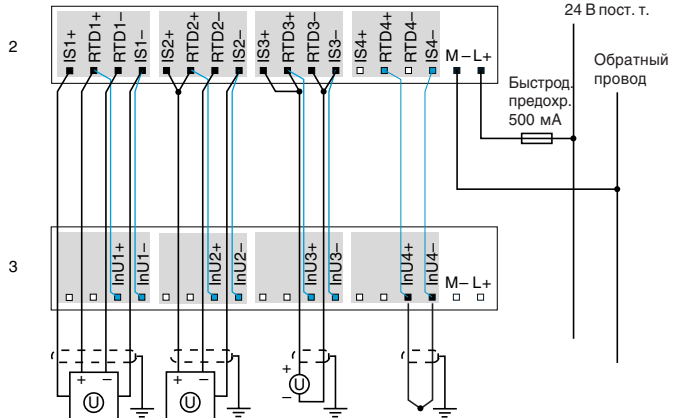 24 В пост. т.
2
IS1+ RTD1+ RTD1– IS1–
IS2+ RTD2+ RTD2– IS2–
IS3+ RTD3+ RTD3– IS3–
IS4+ RTD4+ RTD4– IS4–
M – L+
Обратный
провод
Быстрод.
предохр.
500 мА
3
InU1+ InU1–
InU2+ InU2–
InU3+ InU3–
InU4+ InU4–
M – L+
+ –
U
+ –
U
+
U
–